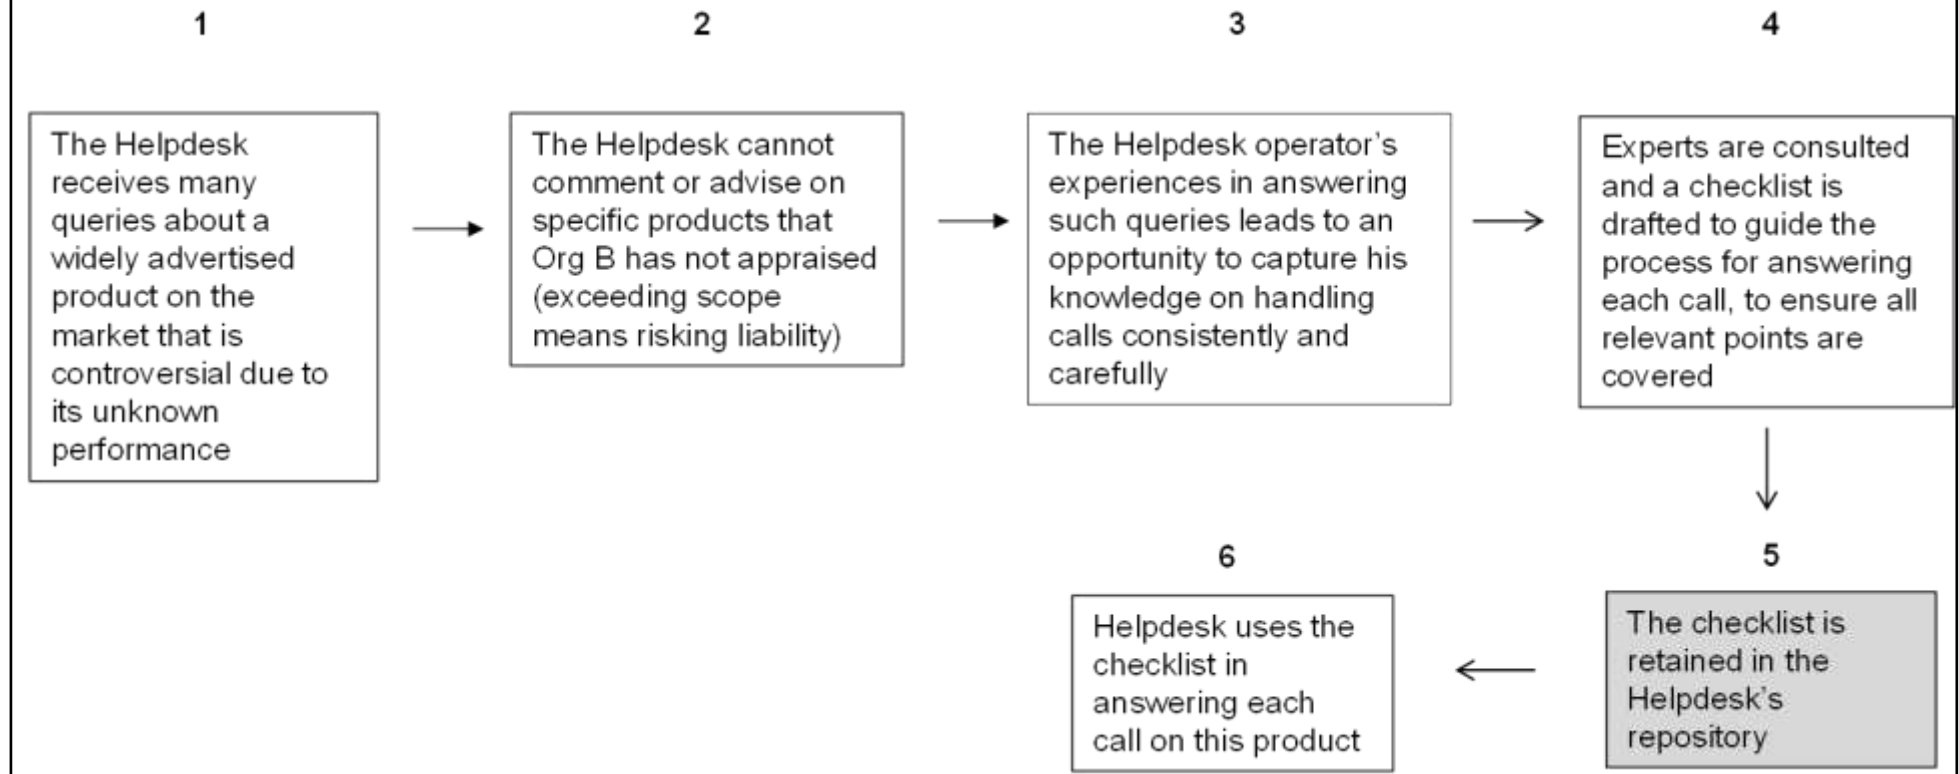 1
The Helpdesk
receives many
queries about a
widely advertised
product on the
market that is
controversial due to
its unknown
performance
2
The Helpdesk cannot
comment or advise on
specific products that
Org B has not appraised
(exceeding scope
means risking liability)
3
The Helpdesk operator's
experiences in answering
such queries leads to an
opportunity to capture his
knowledge on handling
calls consistently and
carefully
4
Experts are consulted
and a checklist is
drafted to guide the
process for answering
each call, to ensure all
relevant points are
covered
5
The checklist is
retained in the
Helpdesk's
repository
6
Helpdesk uses the
checklist in
answering each
call on this product